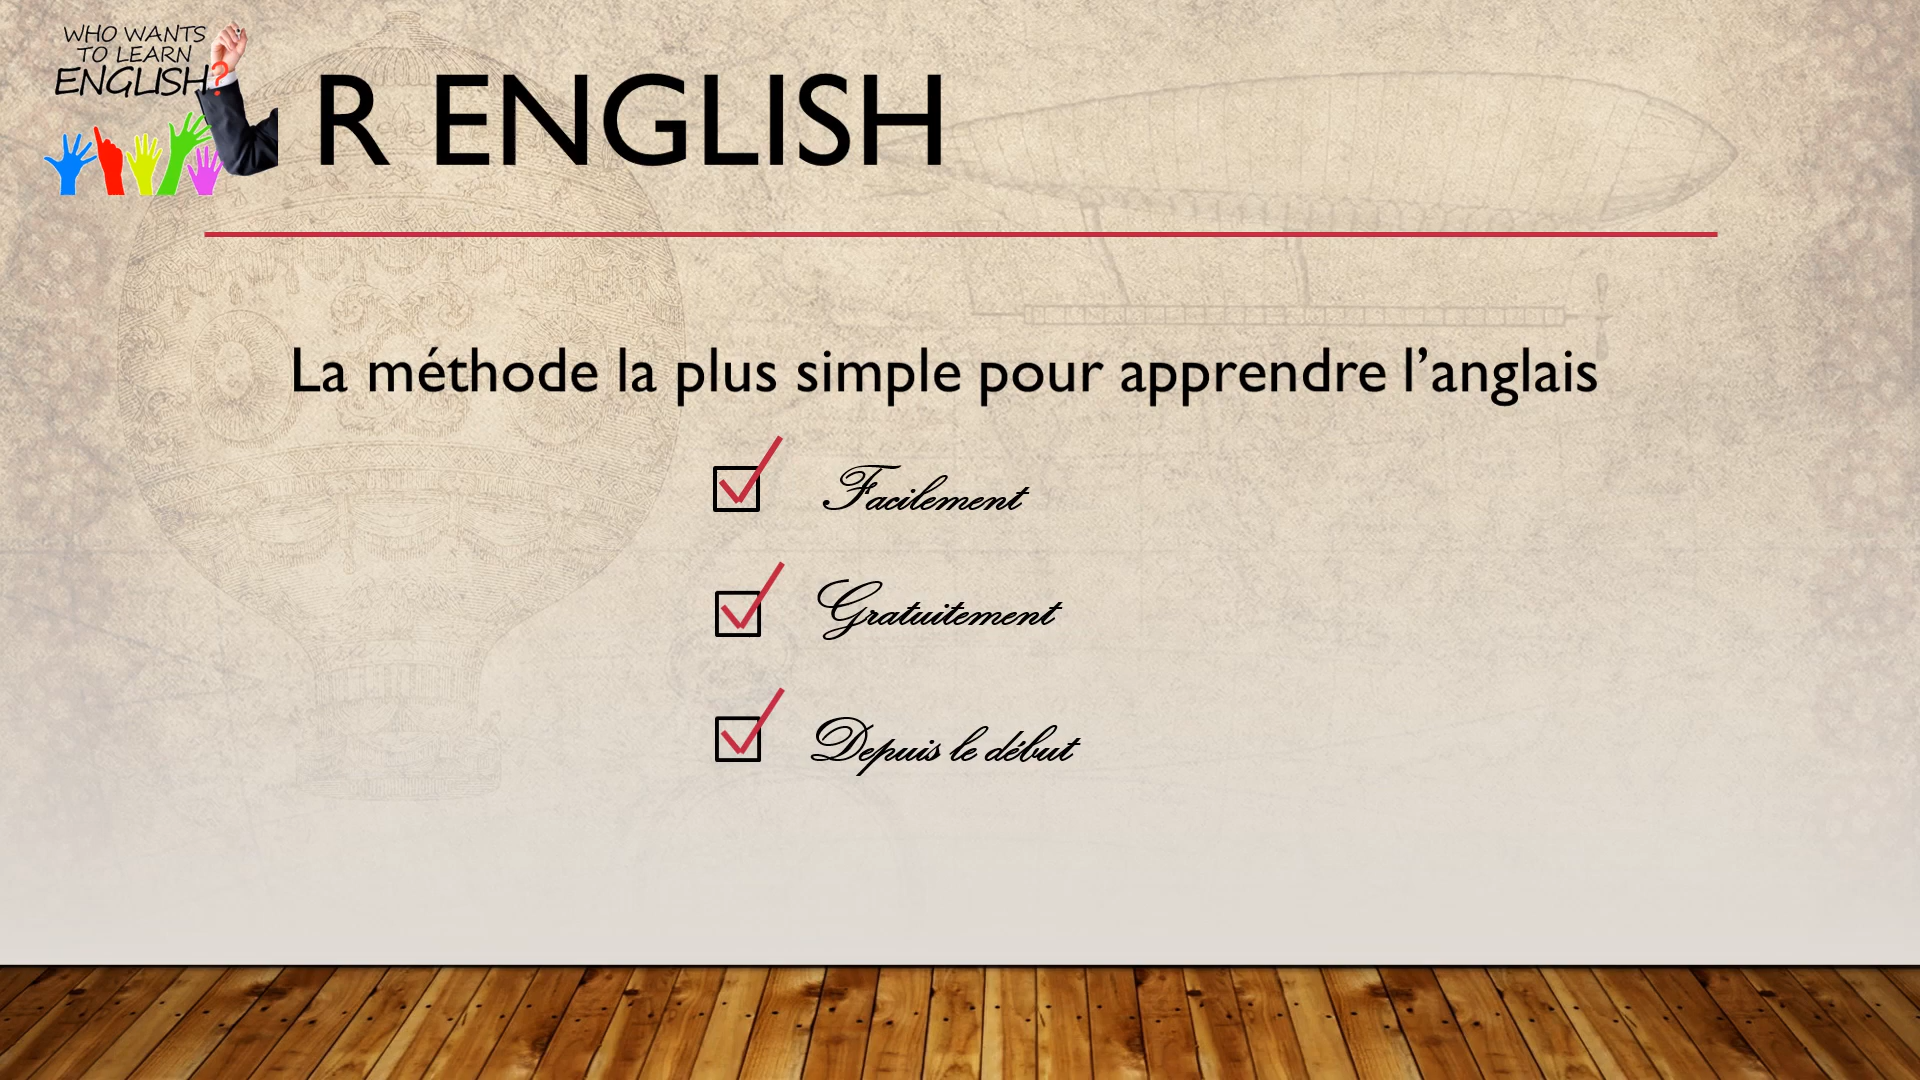 WHO WANTS
TO LEARN
ENGLISH?
R ENGLISH
La méthode la plus simple pour apprendre l’anglais
Facilement
Gratuitement
Depuis le début